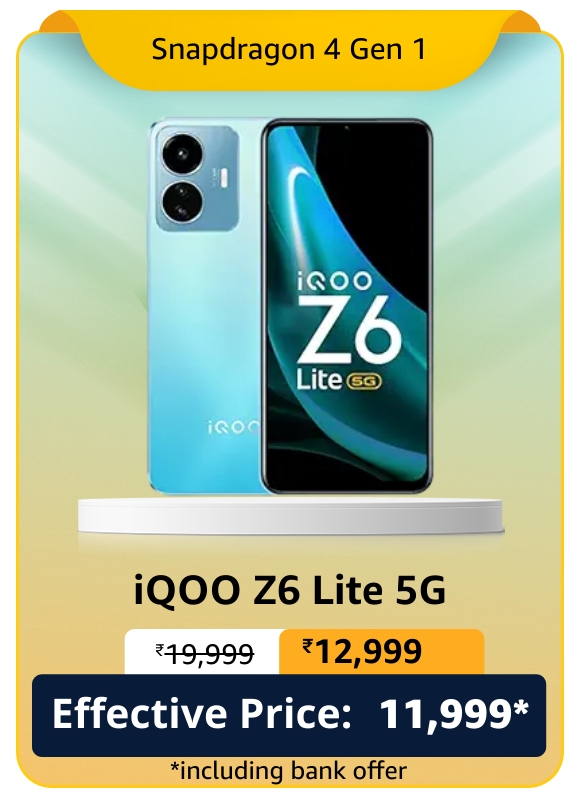 Snapdragon 4 Gen 1
iQOO
Z6
Lite 5G
iQOO
iQOO Z6 Lite 5G
₹19,999 ₹12,999
Effective Price: 11,999*
*including bank offer